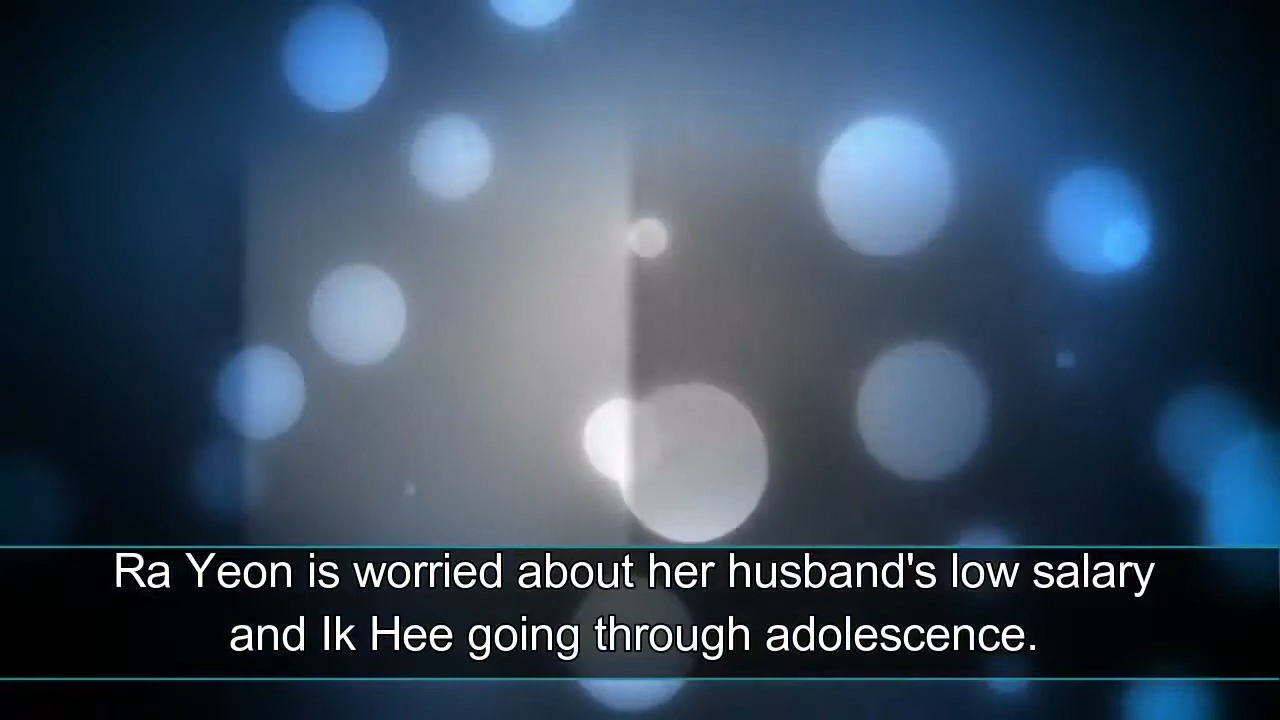 Ra Yeon is worried about her husband's low salary
and Ik Hee going through adolescence.